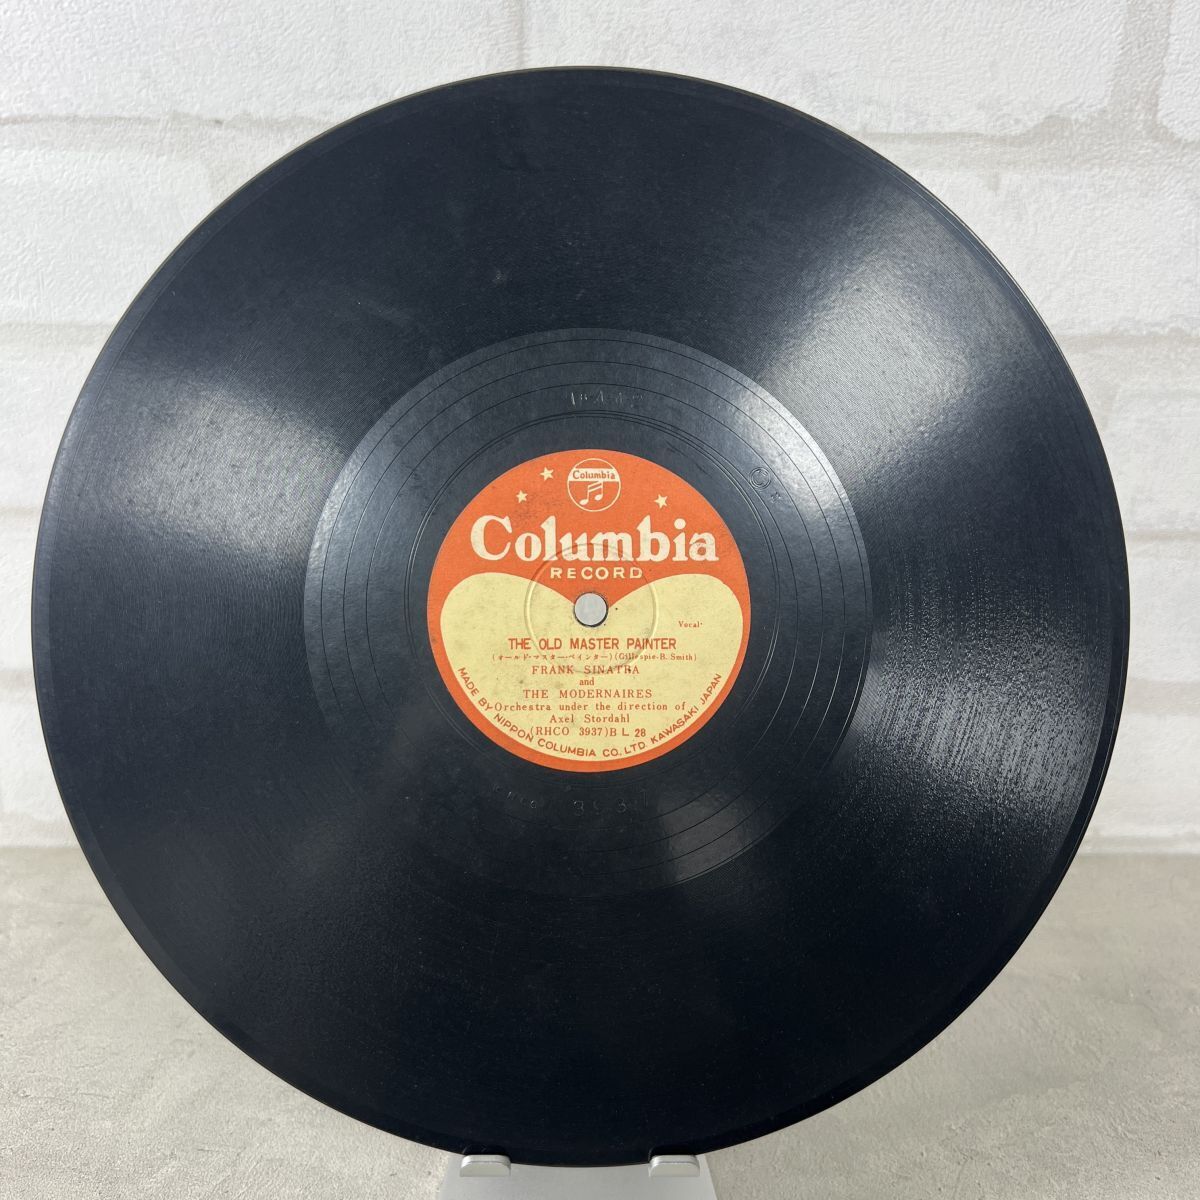 Columbia
Columbia
RECORD
Vocal
THE OLD MASTER PAINTER
(オールド・マスター・ペインター) (Gillespie-B. Smith)
FRANK SINATRA
and
THE MODERNAIRES
Orchestra under the direction of
Axel Stordahl
(RHCO 3937) B L 28
MADE BY NIPPON COLUMBIA CO., LTD. KAWASAKI JAPAN
3937